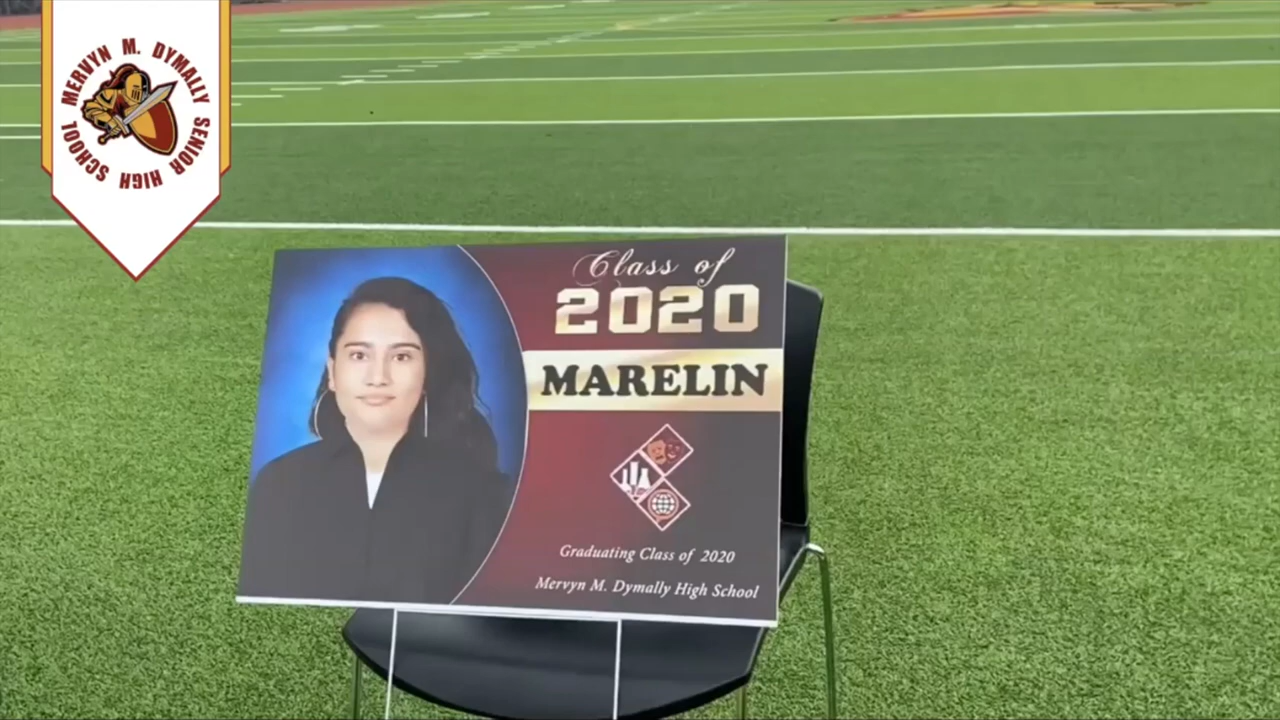 MERVYN M. DYMALLY SENIOR HIGH SCHOOL
Class of
2020
MARELIN
Graduating Class of 2020
Mervyn M. Dymally High School